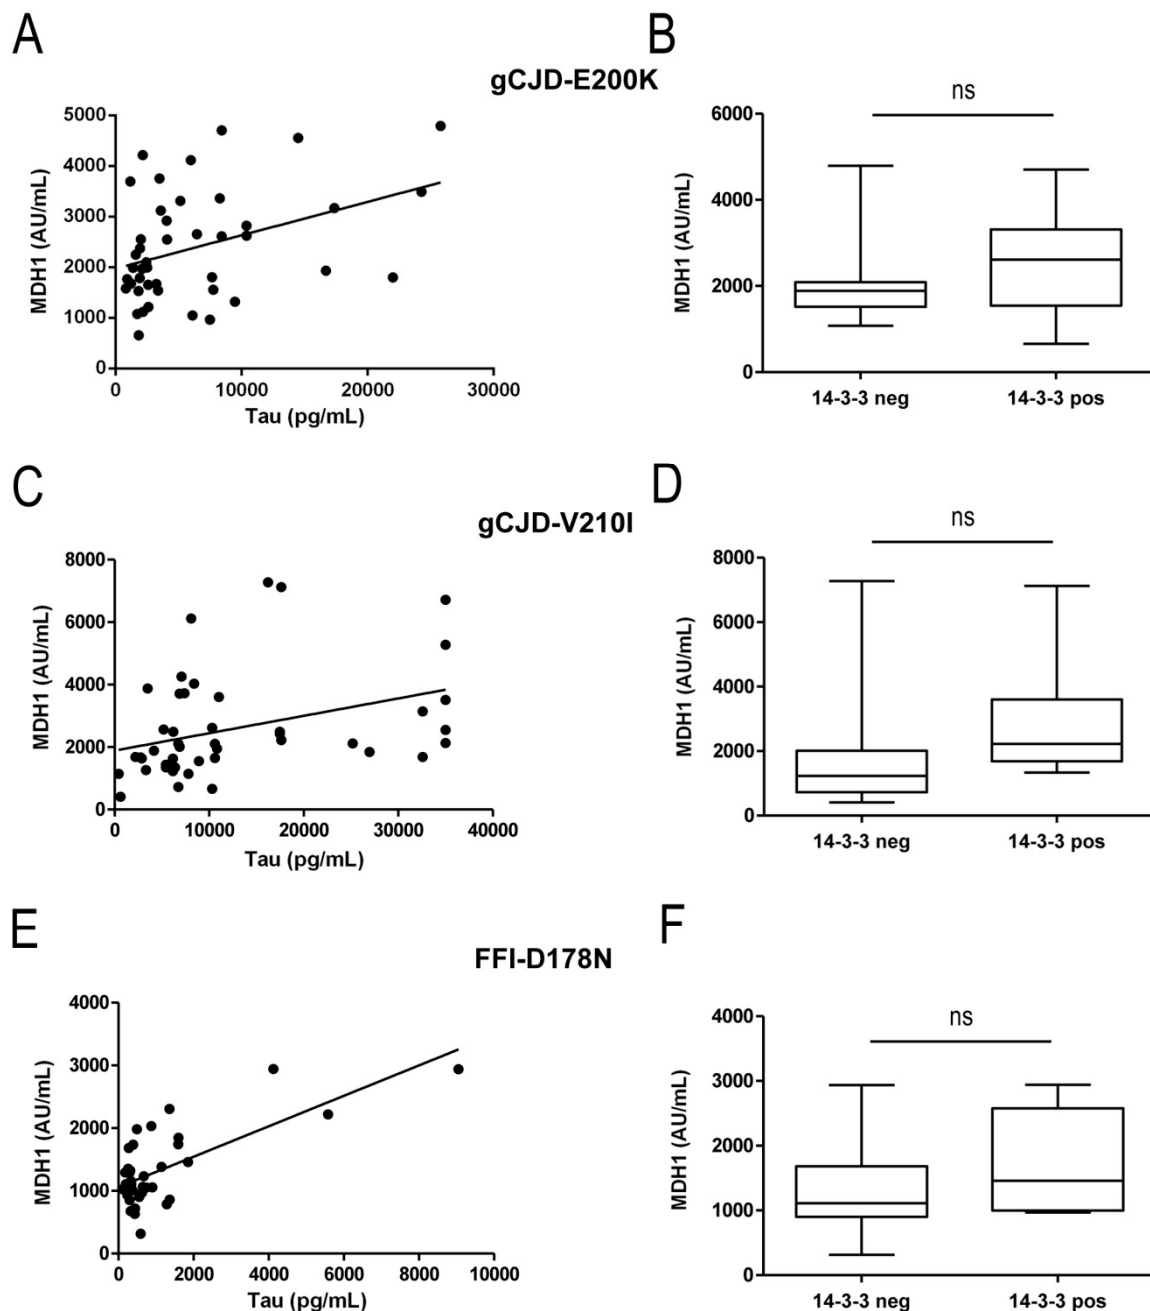 A
B
gCJD-E200K
MDH1 (AU/mL)
5000
4000
3000
2000
1000
0
0 10000 20000 30000
Tau (pg/mL)
ns
MDH1 (AU/mL)
6000
4000
2000
0
14-3-3 neg 14-3-3 pos
C
D
gCJD-V210I
MDH1 (AU/mL)
8000
6000
4000
2000
0
0 10000 20000 30000 40000
Tau (pg/mL)
ns
MDH1 (AU/mL)
8000
6000
4000
2000
0
14-3-3 neg 14-3-3 pos
E
F
FFI-D178N
MDH1 (AU/mL)
4000
3000
2000
1000
0
0 2000 4000 6000 8000 10000
Tau (pg/mL)
ns
MDH1 (AU/mL)
4000
3000
2000
1000
0
14-3-3 neg 14-3-3 pos